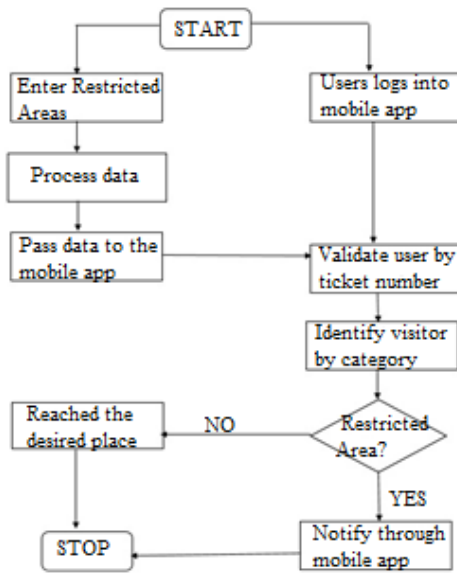 START
Enter Restricted
Areas
Users logs into
mobile app
Process data
Pass data to the
mobile app
Validate user by
ticket number
Identify visitor
by category
Reached the
desired place
NO
Restricted
Area?
YES
STOP
Notify through
mobile app